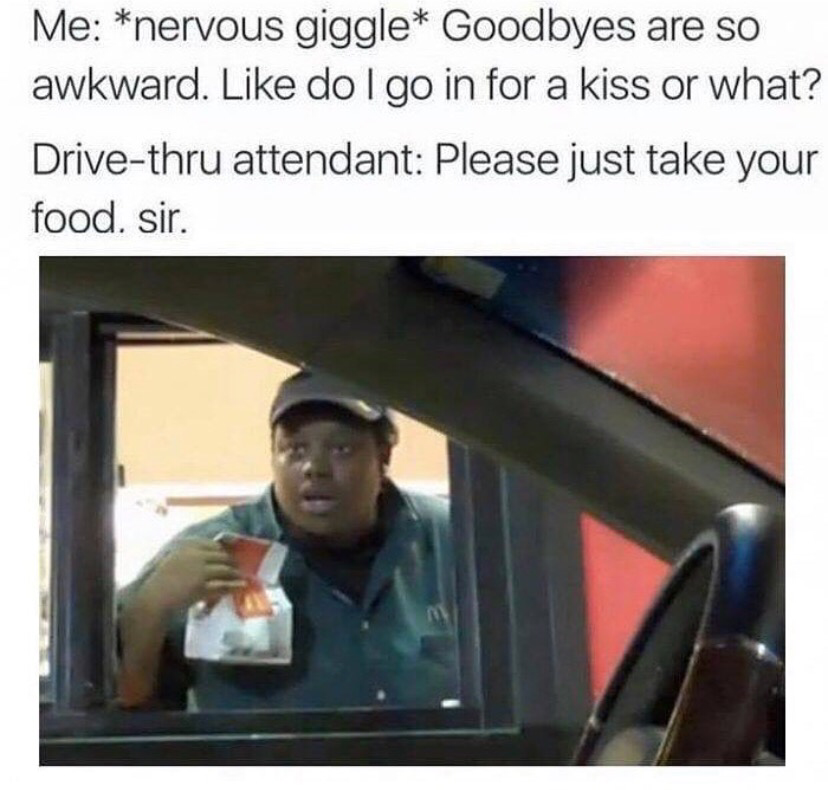 Me: *nervous giggle* Goodbyes are so
awkward. Like do I go in for a kiss or what?
Drive-thru attendant: Please just take your
food. sir.